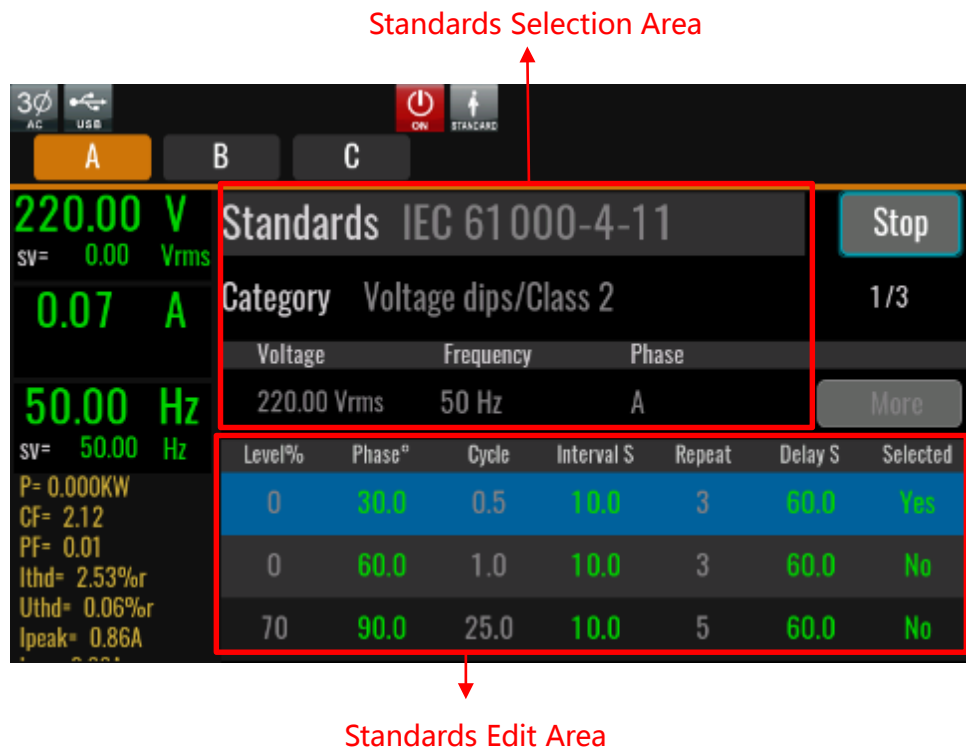 Standards Selection Area
3Ø AC USB ON STANDARD
A B C
220.00 V
sv= 0.00 Vrms
0.07 A
50.00 Hz
sv= 50.00 Hz
P= 0.000KW
CF= 2.12
PF= 0.01
Ithd= 2.53%r
Uthd= 0.06%r
Ipeak= 0.86A
Standards IEC 61000-4-11
Stop
Category Voltage dips/Class 2
1/3
Voltage Frequency Phase
220.00 Vrms 50 Hz A
More
Level% Phase° Cycle Interval S Repeat Delay S Selected
0 30.0 0.5 10.0 3 60.0 Yes
0 60.0 1.0 10.0 3 60.0 No
70 90.0 25.0 10.0 5 60.0 No
Standards Edit Area